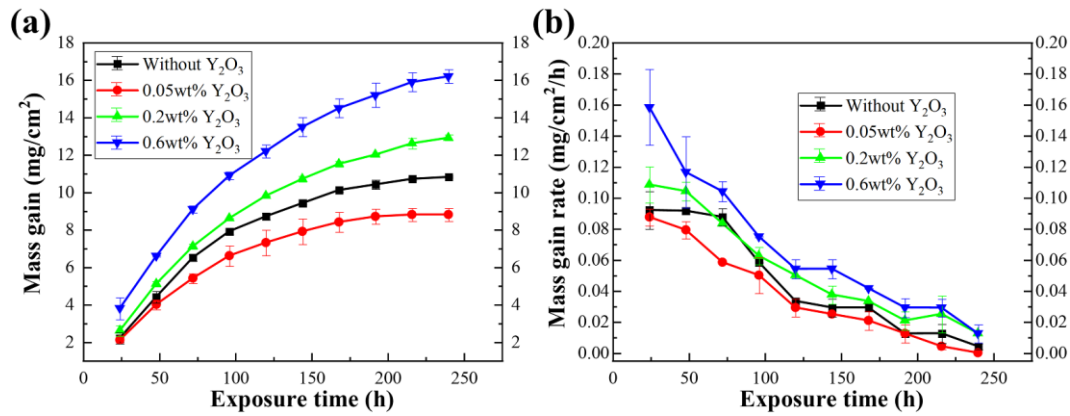 (a)
18
16
14
12
10
8
6
4
2
Mass gain (mg/cm²)
Without Y₂O₃
0.05wt% Y₂O₃
0.2wt% Y₂O₃
0.6wt% Y₂O₃
18
16
14
12
10
8
6
4
2
0 50 100 150 200 250
Exposure time (h)
(b)
0.20
0.18
0.16
0.14
0.12
0.10
0.08
0.06
0.04
0.02
0.00
Mass gain rate (mg/cm²/h)
Without Y₂O₃
0.05wt% Y₂O₃
0.2wt% Y₂O₃
0.6wt% Y₂O₃
0.20
0.18
0.16
0.14
0.12
0.10
0.08
0.06
0.04
0.02
0.00
0 50 100 150 200 250
Exposure time (h)